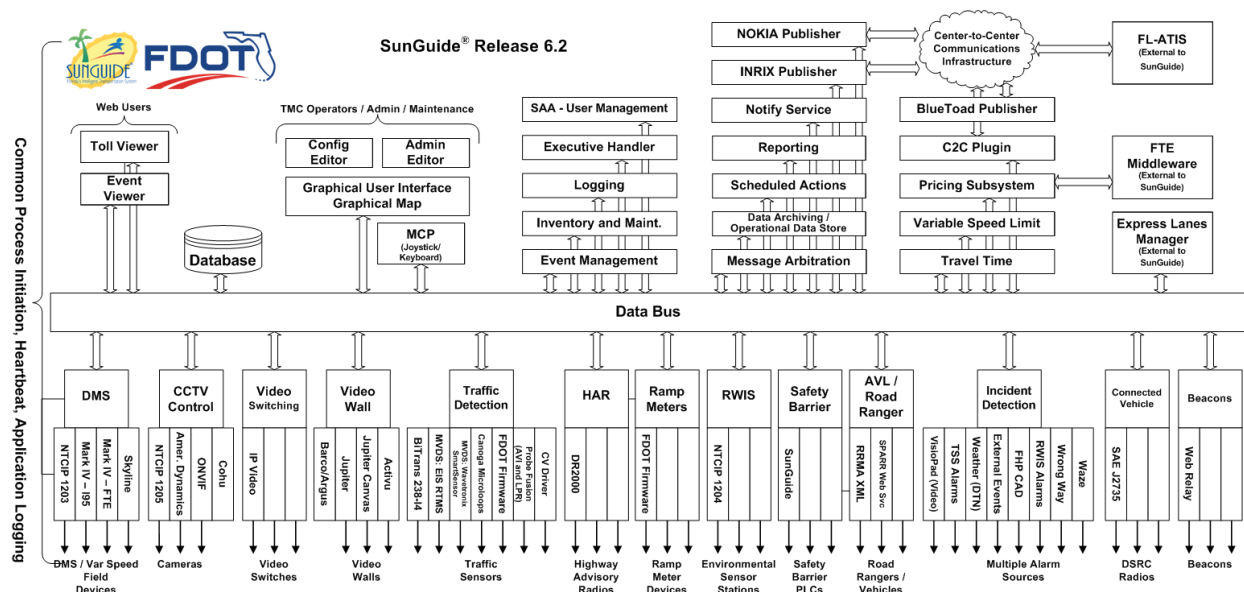 SunGuide® Release 6.2
SUNGUIDE
FDOT
Common Process Initiation, Heartbeat, Application Logging
Web Users
Toll Viewer
Event
Viewer
Database
TMC Operators / Admin / Maintenance
Config
Editor
Admin
Editor
Graphical User Interface
Graphical Map
MCP
(Joystick/
Keyboard)
SAA - User Management
Executive Handler
Logging
Inventory and Maint.
Event Management
NOKIA Publisher
INRIX Publisher
Notify Service
Reporting
Scheduled Actions
Data Archiving /
Operational Data Store
Message Arbitration
Center-to-Center
Communications
Infrastructure
BlueToad Publisher
C2C Plugin
Pricing Subsystem
Variable Speed Limit
Travel Time
FL-ATIS
(External to
SunGuide)
FTE
Middleware
(External to
SunGuide)
Express Lanes
Manager
(External to
SunGuide)
Data Bus
DMS
NTCIP 1203
Mark IV – I95
Mark IV – FTE
Skyline
DMS / Var Speed
Field
Devices
CCTV
Control
NTCIP 1205
Amer. Dynamics
ONVIF
Cohu
Cameras
Video
Switching
IP Video
Video
Switches
Video
Wall
Barco/Argus
Jupiter
Jupiter Canvas
Activu
Video
Walls
Traffic
Detection
BiTrans 238-I4
MVDS: EIS RTMS
MVDS: Wavetronix
SmartSensor
Canoga Microloops
FDOT Firmware
Probe Fusion
(AVI and LPR)
CV Driver
Traffic
Sensors
HAR
DR2000
Highway
Advisory
Radios
Ramp
Meters
FDOT Firmware
Ramp
Meter
Devices
RWIS
NTCIP 1204
Environmental
Sensor
Stations
Safety
Barrier
SunGuide
Safety
Barrier
PLCs
AVL /
Road
Ranger
RRMA XML
SPARR Web Svc
Road
Rangers /
Vehicles
Incident
Detection
VisioPad (Video)
TSS Alarms
Weather (DTN)
External Events
FHP CAD
RWIS Alarms
Wrong Way
Waze
Multiple Alarm
Sources
Connected
Vehicle
SAE J2735
DSRC
Radios
Beacons
Web Relay
Beacons